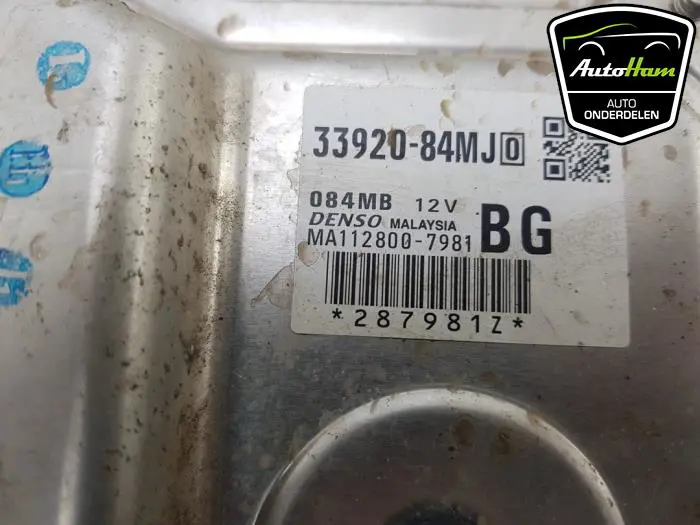 AutoHam
AUTO
ONDERDELEN
33920-84MJ0
084MB 12V
DENSO MALAYSIA
MA112800-7981
BG
*287981Z*